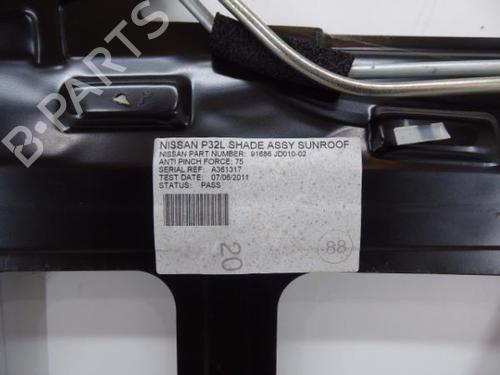 NISSAN P32L SHADE ASSY SUNROOF
NISSAN PART NUMBER: 91686 JD010-02
ANTI PINCH FORCE: 75
SERIAL REF: A361317
TEST DATE: 07/06/2011
STATUS: PASS
20
88
B-PARTS